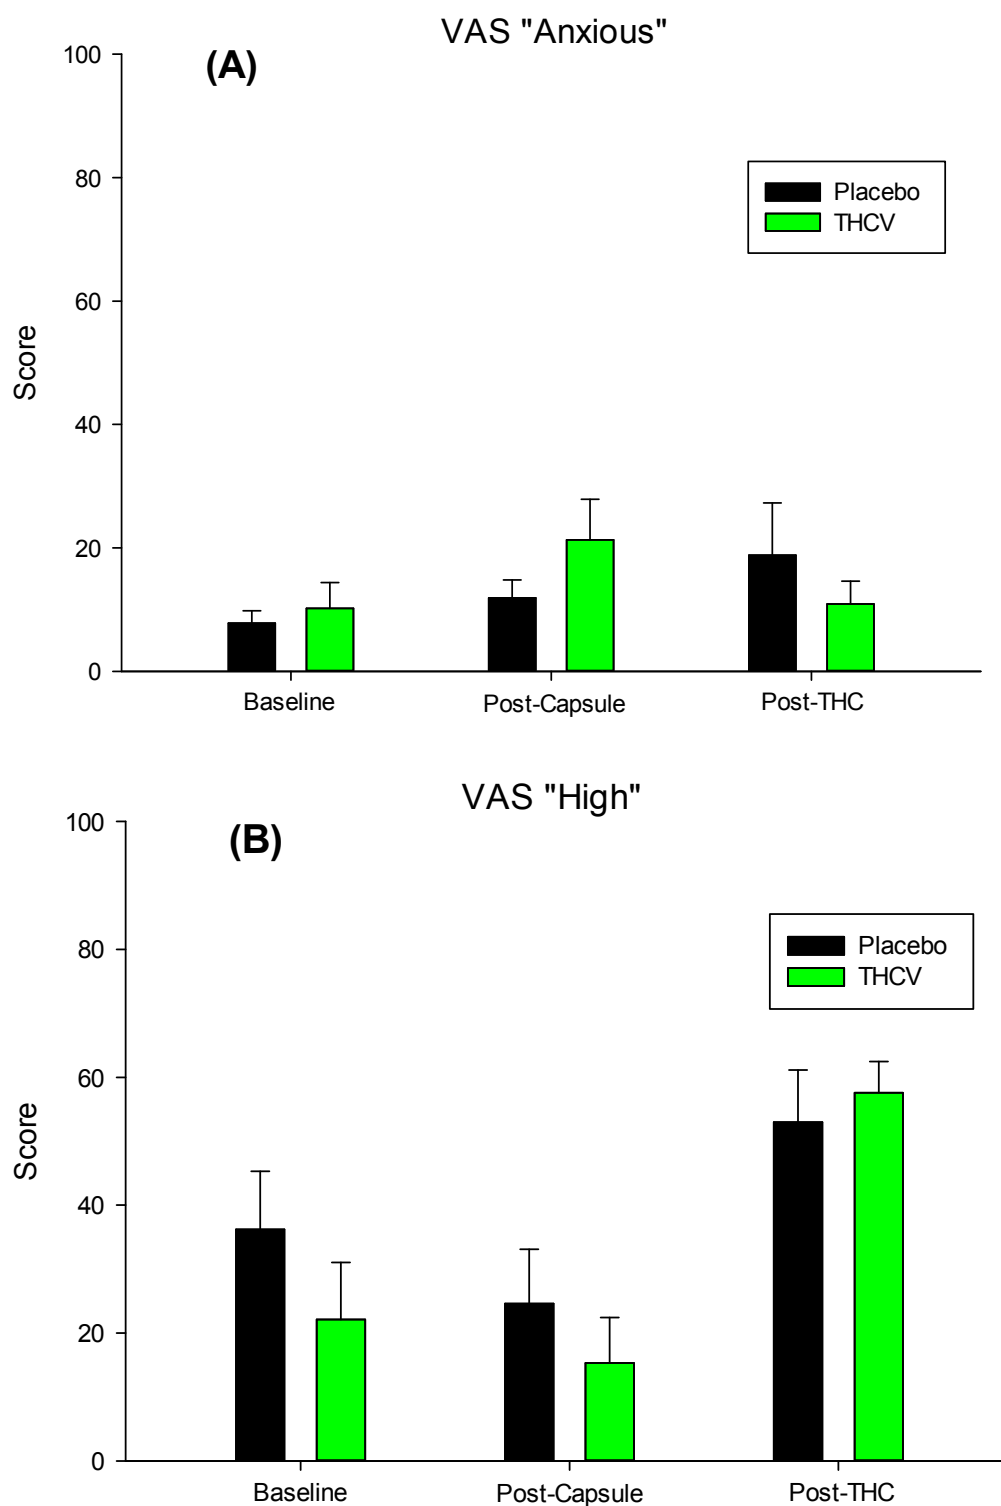 VAS "Anxious"
(A)
100
80
60
40
20
0
Score
Placebo
THCV
Baseline
Post-Capsule
Post-THC
VAS "High"
(B)
100
80
60
40
20
0
Score
Placebo
THCV
Baseline
Post-Capsule
Post-THC